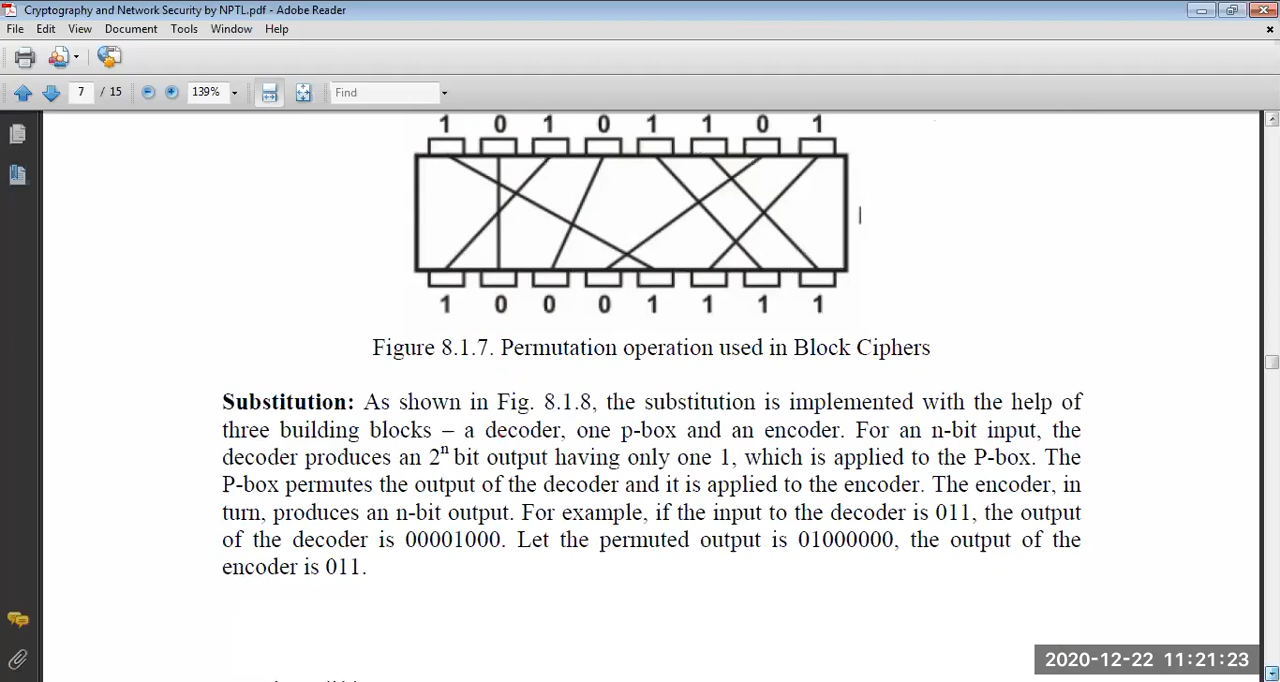 Cryptography and Network Security by NPTL.pdf - Adobe Reader
File Edit View Document Tools Window Help
7 / 15 139% Find
1 0 1 0 1 1 0 1
1 0 0 0 1 1 1 1
Figure 8.1.7. Permutation operation used in Block Ciphers
Substitution: As shown in Fig. 8.1.8, the substitution is implemented with the help of
three building blocks – a decoder, one p-box and an encoder. For an n-bit input, the
decoder produces an 2ⁿ bit output having only one 1, which is applied to the P-box. The
P-box permutes the output of the decoder and it is applied to the encoder. The encoder, in
turn, produces an n-bit output. For example, if the input to the decoder is 011, the output
of the decoder is 00001000. Let the permuted output is 01000000, the output of the
encoder is 011.
2020-12-22 11:21:23